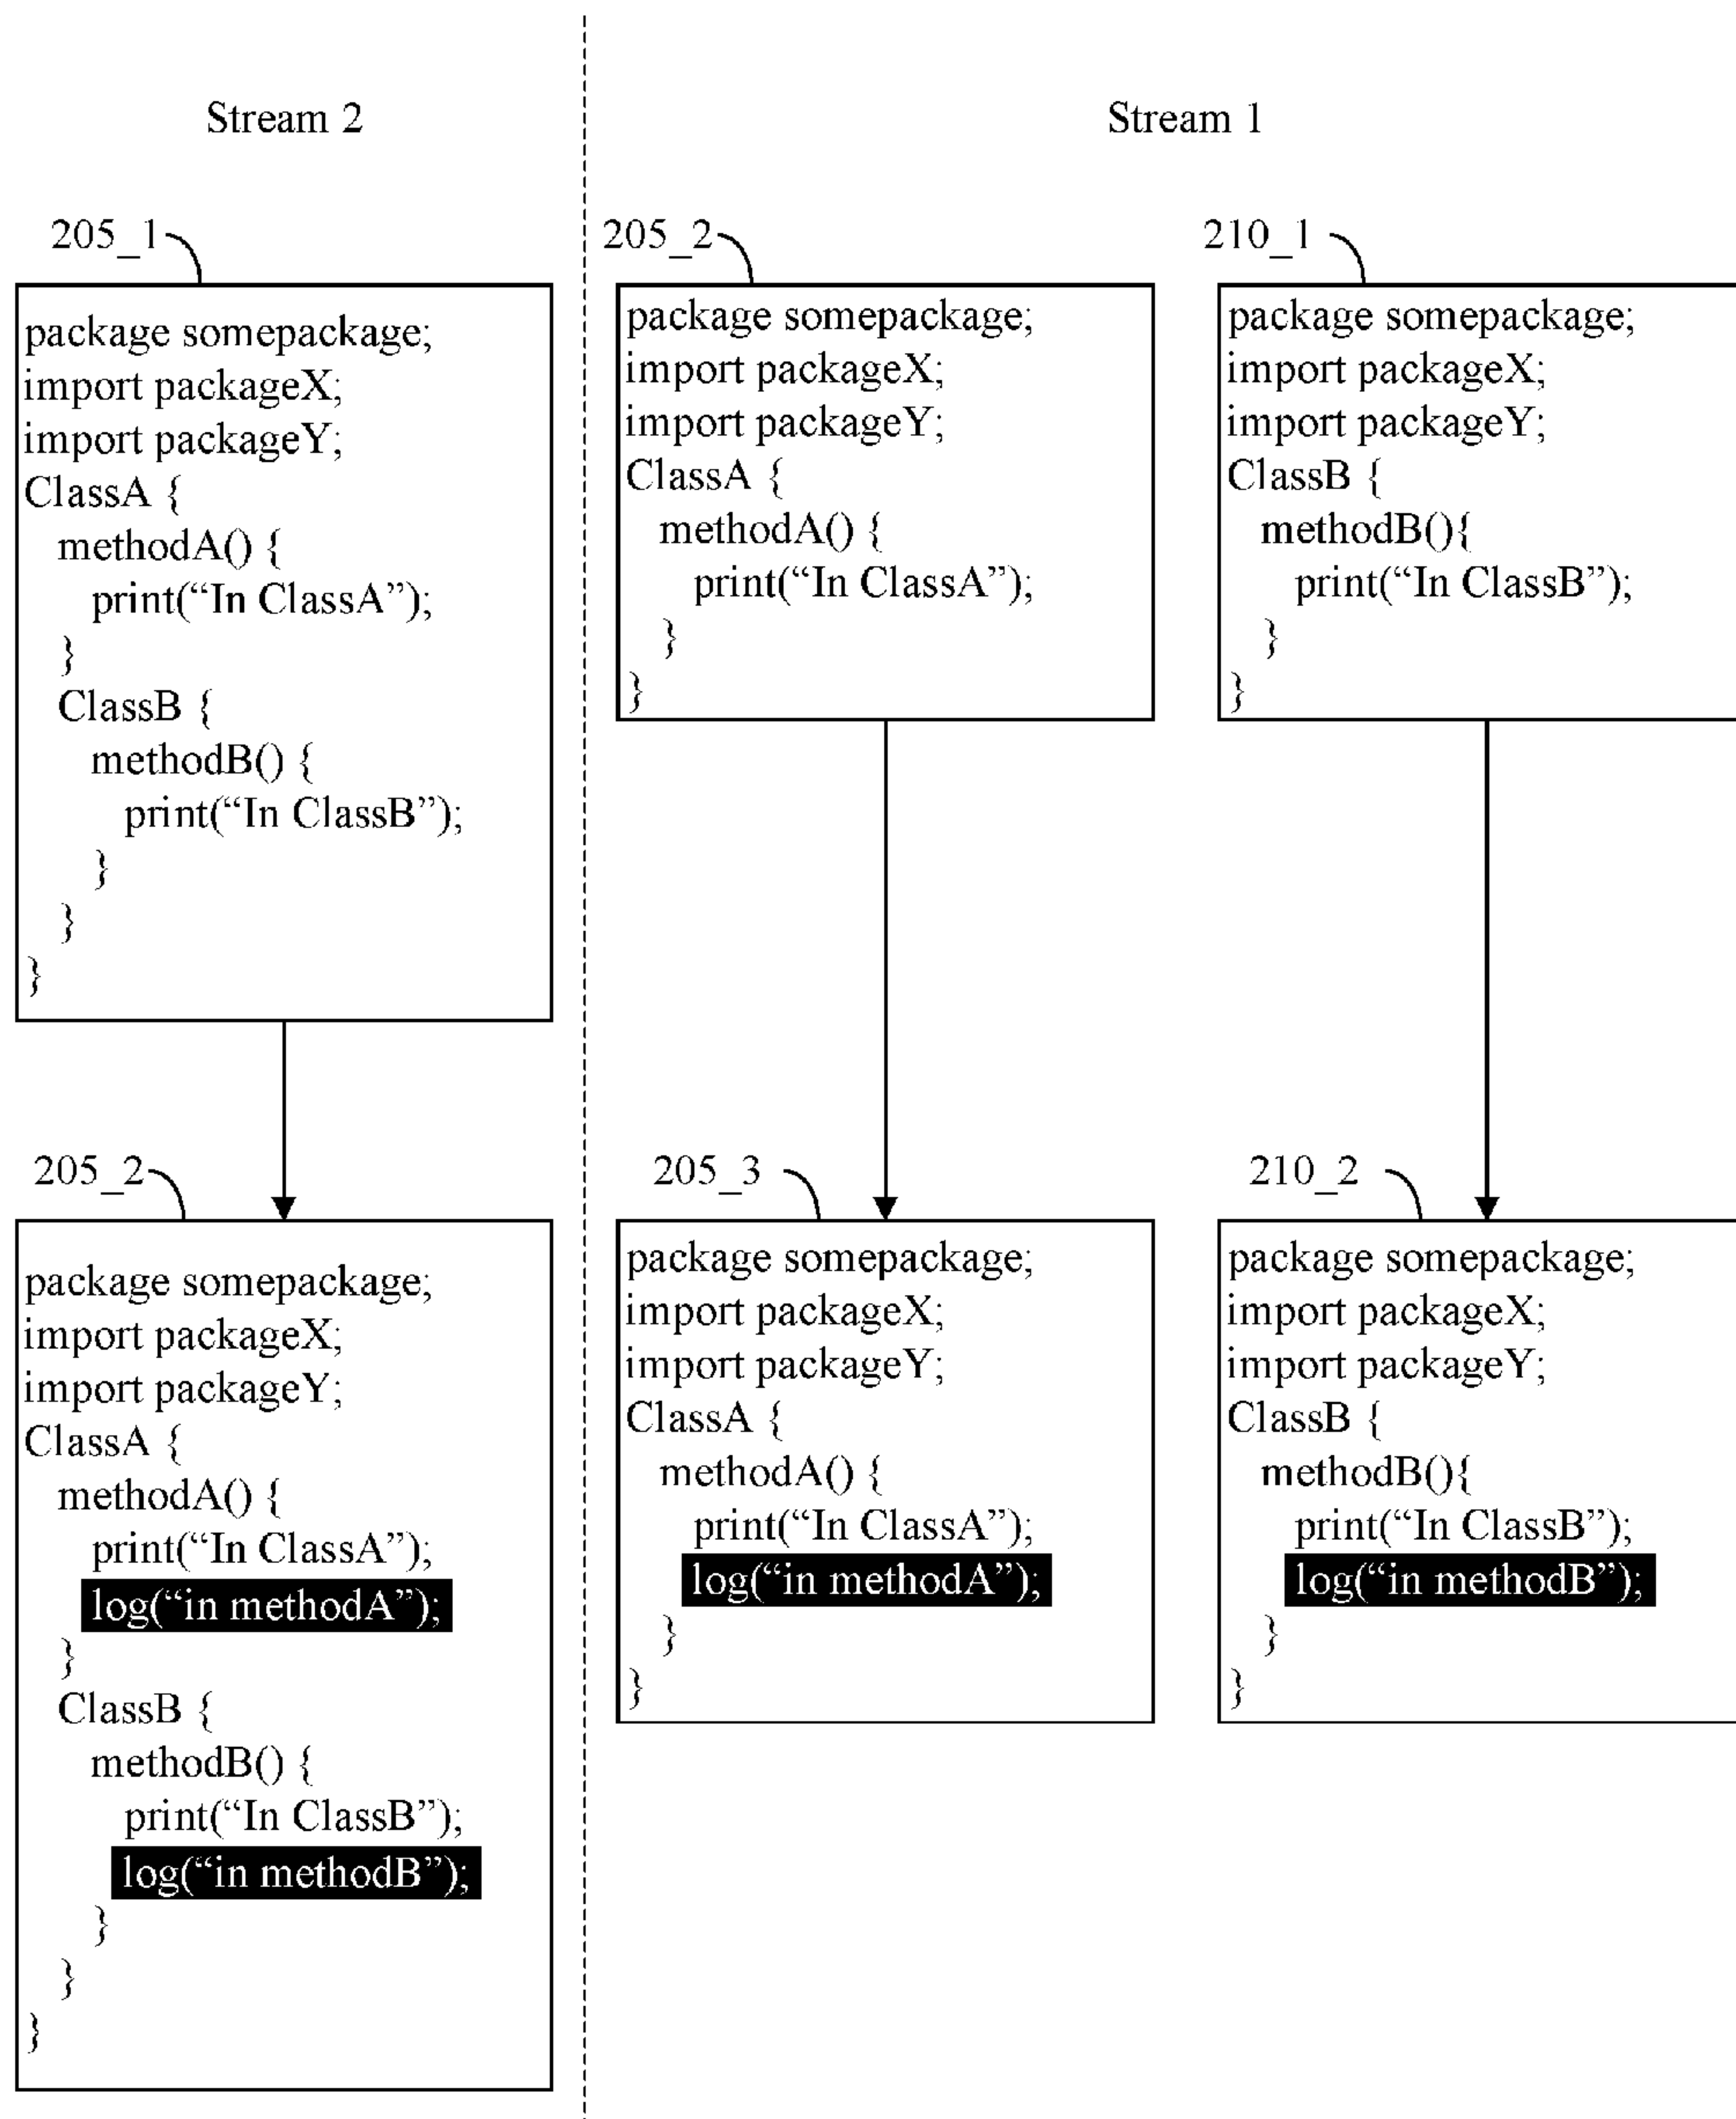 Stream 2
Stream 1
205_1
package somepackage;
import packageX;
import packageY;
ClassA {
methodA() {
print(“In ClassA”);
}
ClassB {
methodB() {
print(“In ClassB”);
}
}
}
205_2
package somepackage;
import packageX;
import packageY;
ClassA {
methodA() {
print(“In ClassA”);
}
}
210_1
package somepackage;
import packageX;
import packageY;
ClassB {
methodB(){
print(“In ClassB”);
}
}
205_2
package somepackage;
import packageX;
import packageY;
ClassA {
methodA() {
print(“In ClassA”);
log(“in methodA”);
}
ClassB {
methodB() {
print(“In ClassB”);
log(“in methodB”);
}
}
}
205_3
package somepackage;
import packageX;
import packageY;
ClassA {
methodA() {
print(“In ClassA”);
log(“in methodA”);
}
}
210_2
package somepackage;
import packageX;
import packageY;
ClassB {
methodB(){
print(“In ClassB”);
log(“in methodB”);
}
}